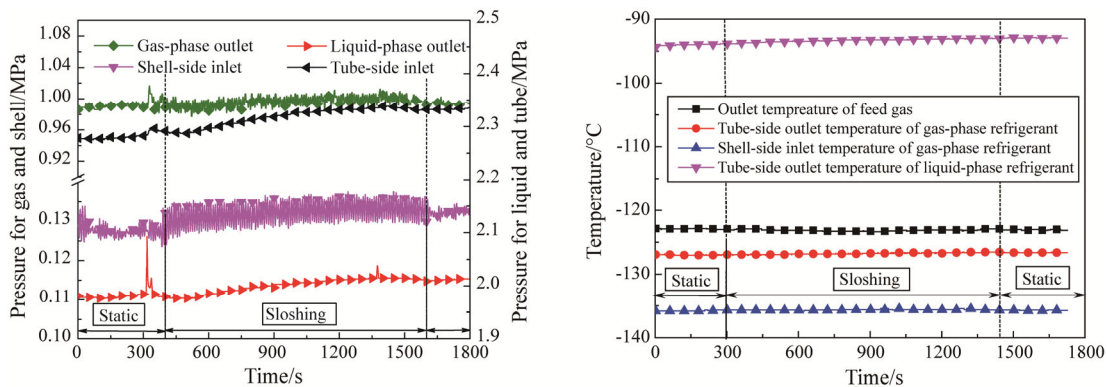 Gas-phase outlet
Liquid-phase outlet
Shell-side inlet
Tube-side inlet
Pressure for gas and shell/MPa
1.08
1.04
1.00
0.96
0.92
0.13
0.11
0.10
Pressure for liquid and tube/MPa
2.5
2.4
2.3
2.2
2.1
2.0
1.9
Static
Sloshing
0 300 600 900 1200 1500 1800
Time/s
Temperature/°C
-90
-95
-123
-130
-135
-140
Outlet tempreature of feed gas
Tube-side outlet temperature of gas-phase refrigerant
Shell-side inlet temperature of gas-phase refrigerant
Tube-side outlet temperature of liquid-phase refrigerant
Static
Sloshing
Static
0 300 600 900 1200 1500 1800
Time/s